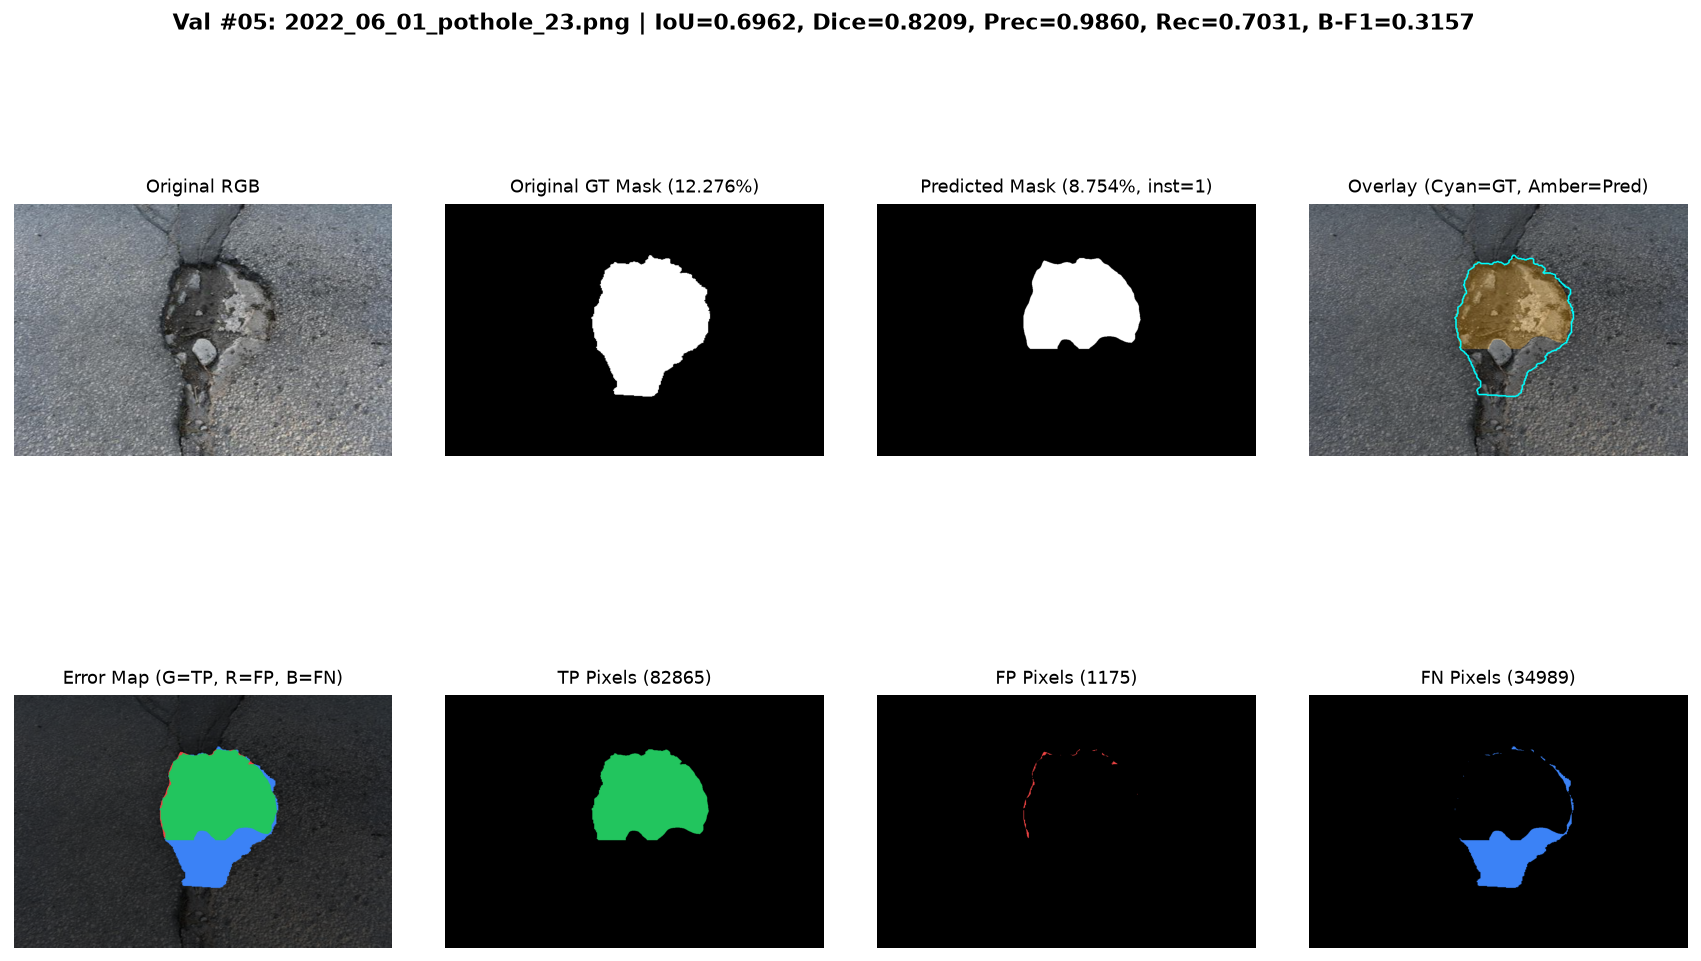 Val #05: 2022_06_01_pothole_23.png | IoU=0.6962, Dice=0.8209, Prec=0.9860, Rec=0.7031, B-F1=0.3157
Original RGB
Original GT Mask (12.276%)
Predicted Mask (8.754%, inst=1)
Overlay (Cyan=GT, Amber=Pred)
Error Map (G=TP, R=FP, B=FN)
TP Pixels (82865)
FP Pixels (1175)
FN Pixels (34989)